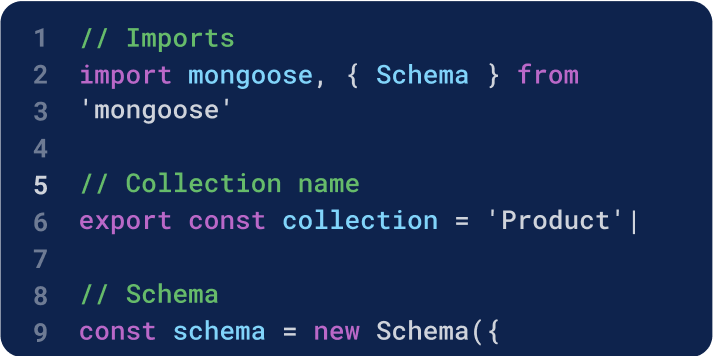 1 // Imports
2 import mongoose, { Schema } from
3 'mongoose'
4
5 // Collection name
6 export const collection = 'Product'|
7
8 // Schema
9 const schema = new Schema({